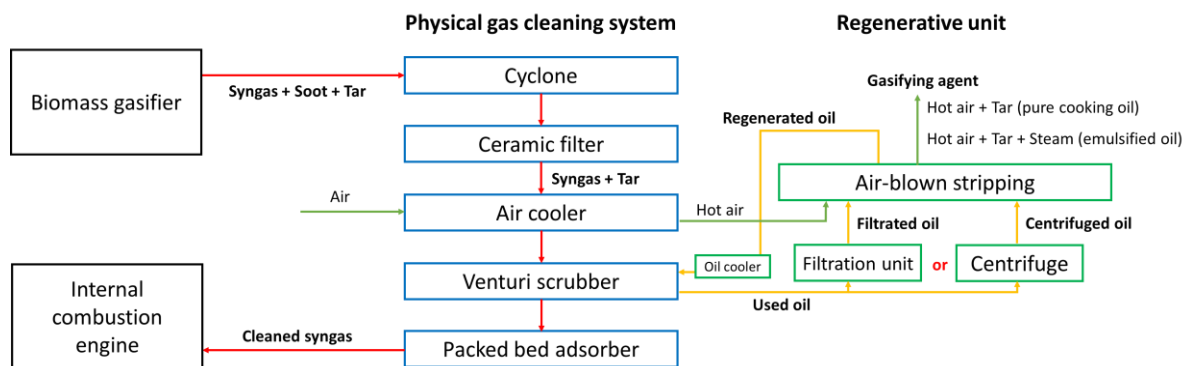 Physical gas cleaning system
Regenerative unit
Biomass gasifier
Syngas + Soot + Tar
Cyclone
Ceramic filter
Syngas + Tar
Air
Air cooler
Hot air
Venturi scrubber
Packed bed adsorber
Cleaned syngas
Internal
combustion
engine
Gasifying agent
Hot air + Tar (pure cooking oil)
Hot air + Tar + Steam (emulsified oil)
Regenerated oil
Air-blown stripping
Filtrated oil
Centrifuged oil
Oil cooler
Filtration unit
or
Centrifuge
Used oil